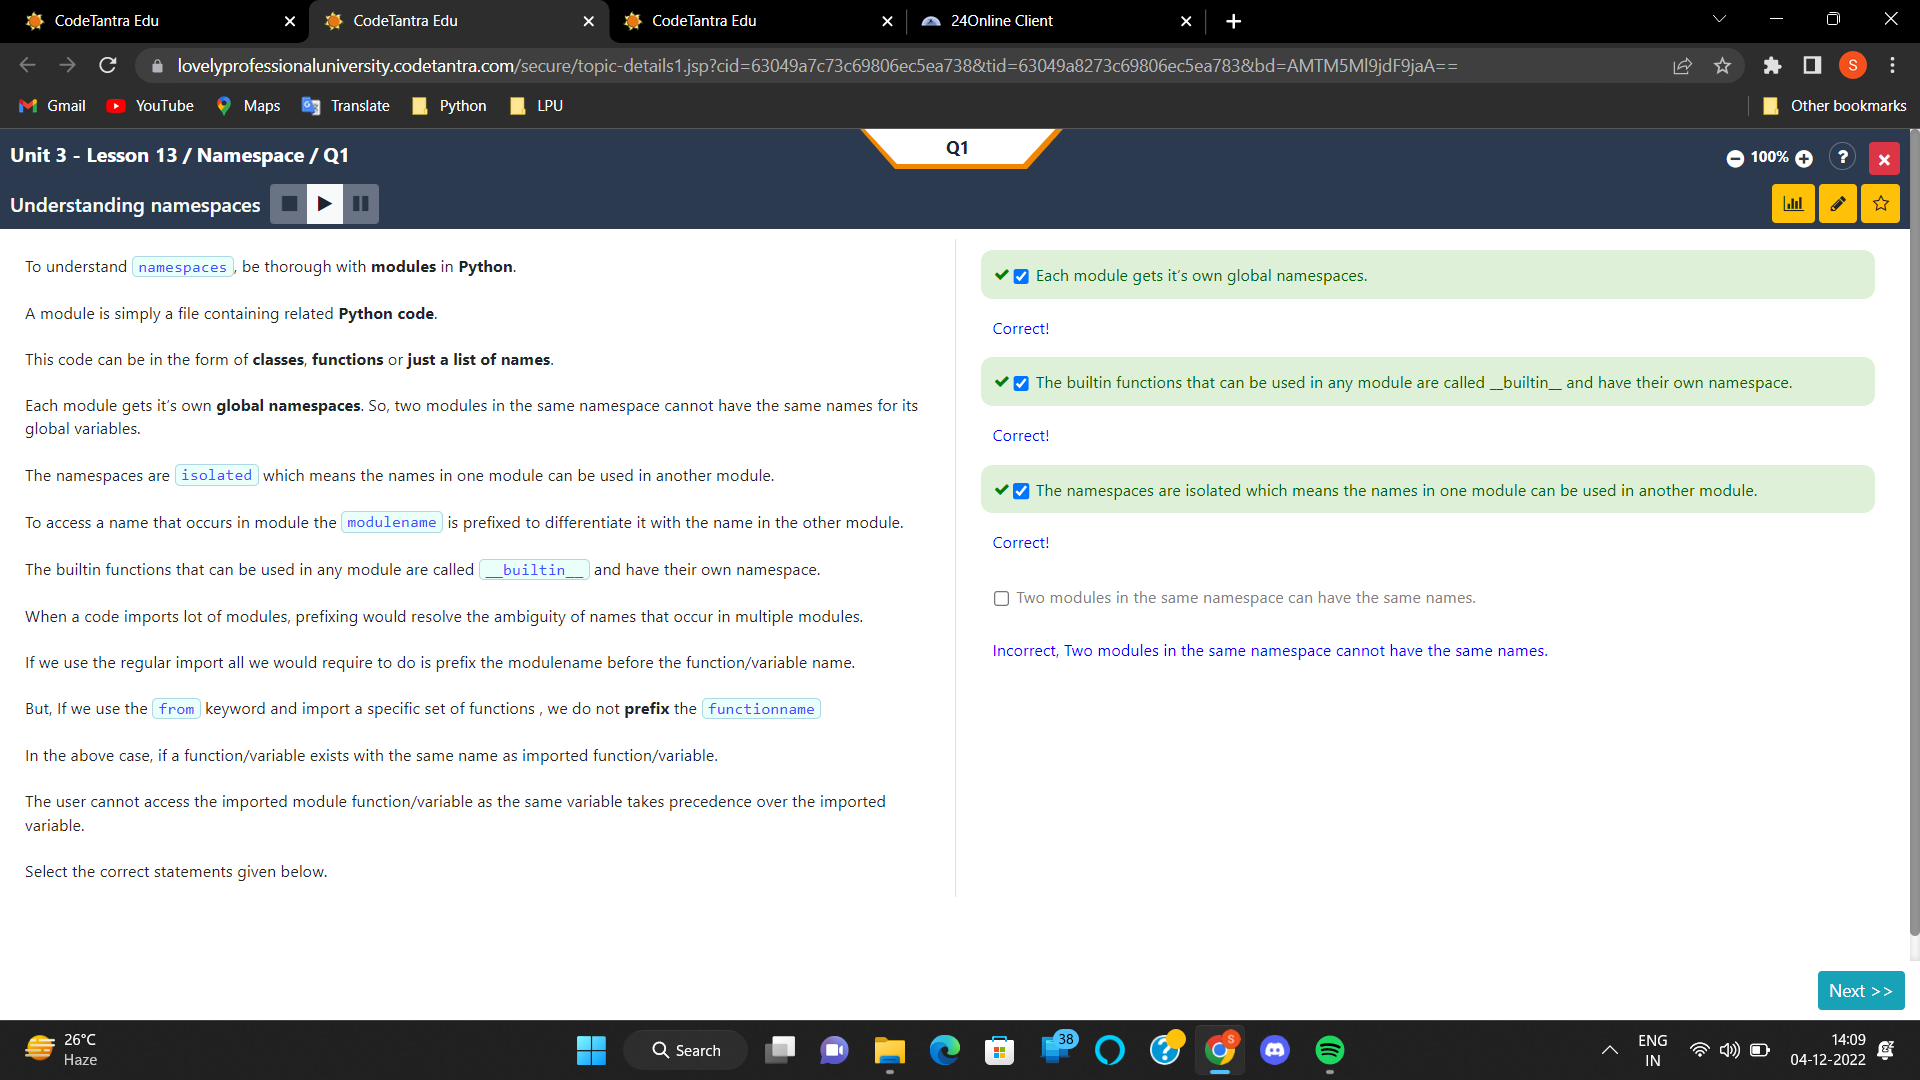 CodeTantra Edu
CodeTantra Edu
CodeTantra Edu
24Online Client
lovelyprofessionaluniversity.codetantra.com/secure/topic-details1.jsp?cid=63049a7c73c69806ec5ea738&tid=63049a8273c69806ec5ea783&bd=AMTM5Ml9jdF9jaA==
S
Gmail
YouTube
Maps
Translate
Python
LPU
Other bookmarks
Unit 3 - Lesson 13 / Namespace / Q1
Q1
100%
?
Understanding namespaces
To understand namespaces, be thorough with modules in Python.
A module is simply a file containing related Python code.
This code can be in the form of classes, functions or just a list of names.
Each module gets it's own global namespaces. So, two modules in the same namespace cannot have the same names for its
global variables.
The namespaces are isolated which means the names in one module can be used in another module.
To access a name that occurs in module the modulename is prefixed to differentiate it with the name in the other module.
The builtin functions that can be used in any module are called __builtin__ and have their own namespace.
When a code imports lot of modules, prefixing would resolve the ambiguity of names that occur in multiple modules.
If we use the regular import all we would require to do is prefix the modulename before the function/variable name.
But, If we use the from keyword and import a specific set of functions , we do not prefix the functionname
In the above case, if a function/variable exists with the same name as imported function/variable.
The user cannot access the imported module function/variable as the same variable takes precedence over the imported
variable.
Select the correct statements given below.
Each module gets it's own global namespaces.
Correct!
The builtin functions that can be used in any module are called __builtin__ and have their own namespace.
Correct!
The namespaces are isolated which means the names in one module can be used in another module.
Correct!
Two modules in the same namespace can have the same names.
Incorrect, Two modules in the same namespace cannot have the same names.
Next >>
26°C
Haze
Search
38
S
ENG
IN
14:09
04-12-2022